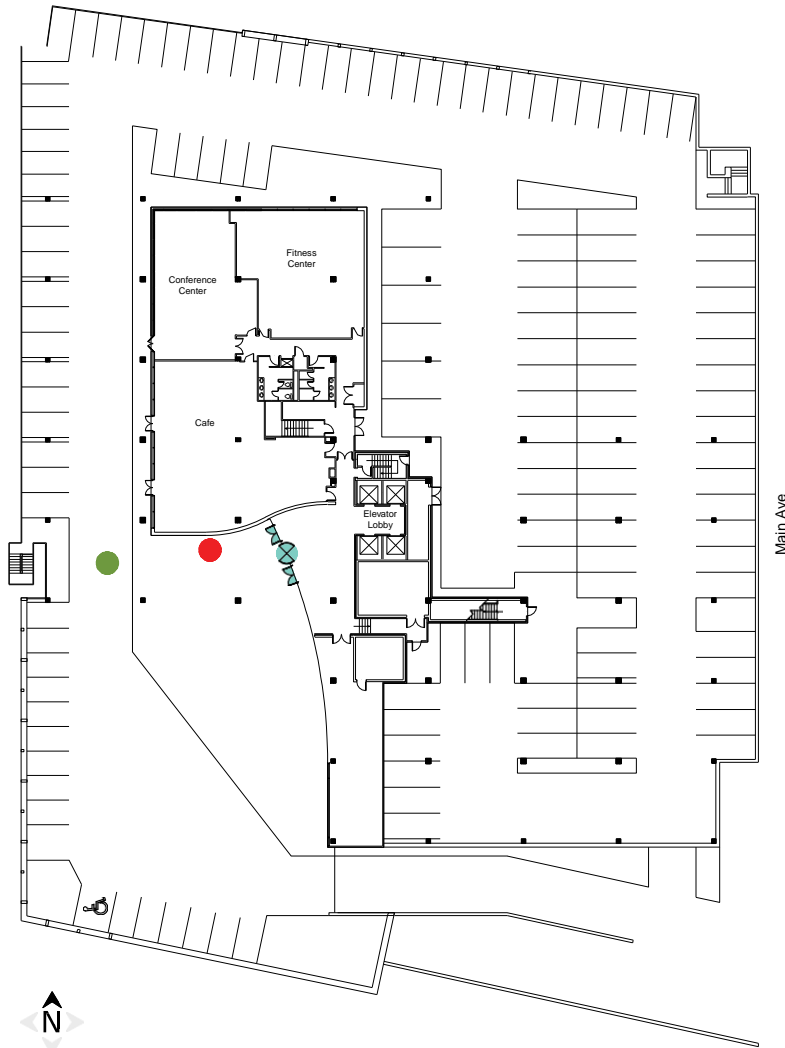 Fitness
Center
Conference
Center
Cafe
Elevator
Lobby
Main Ave
N